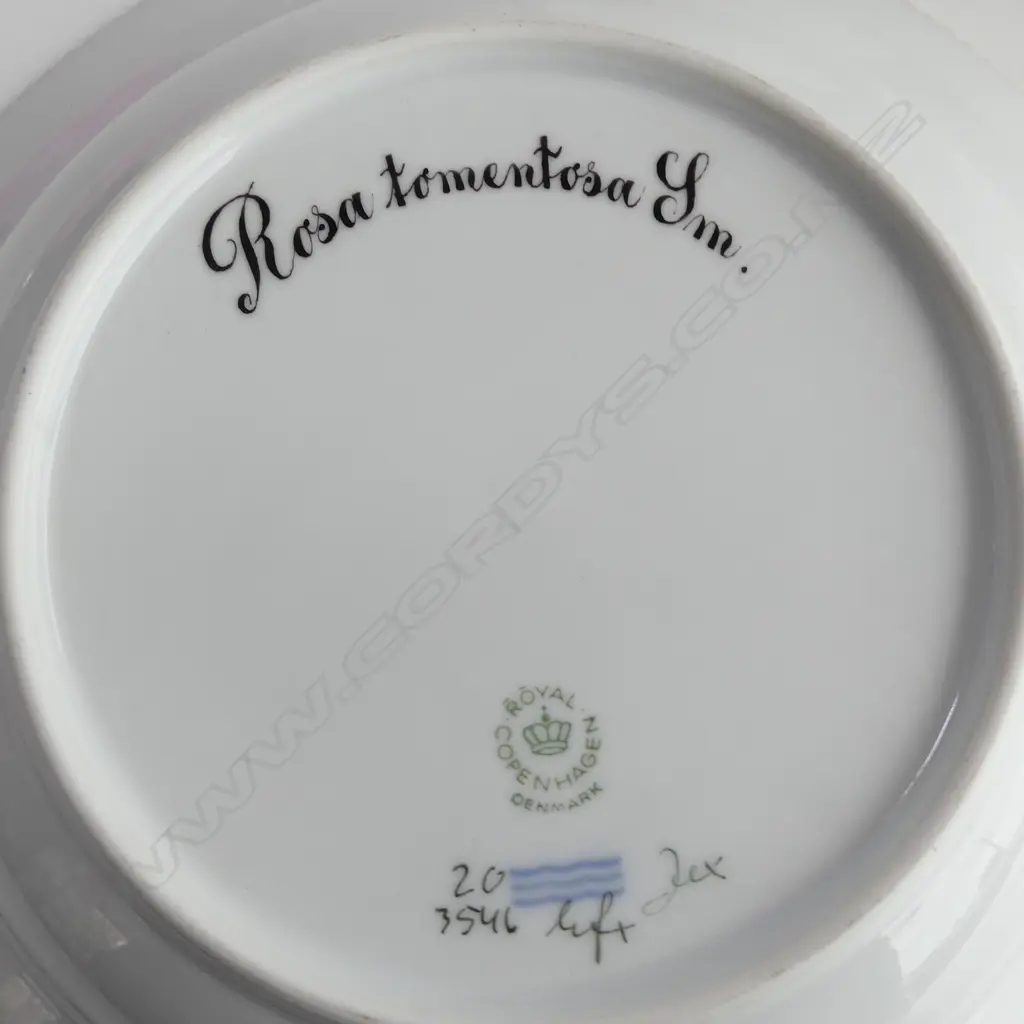 Rosa tomentosa Sm.
WWW.CORDYS.CO.NZ
ROYAL COPENHAGEN
DENMARK
20
3546